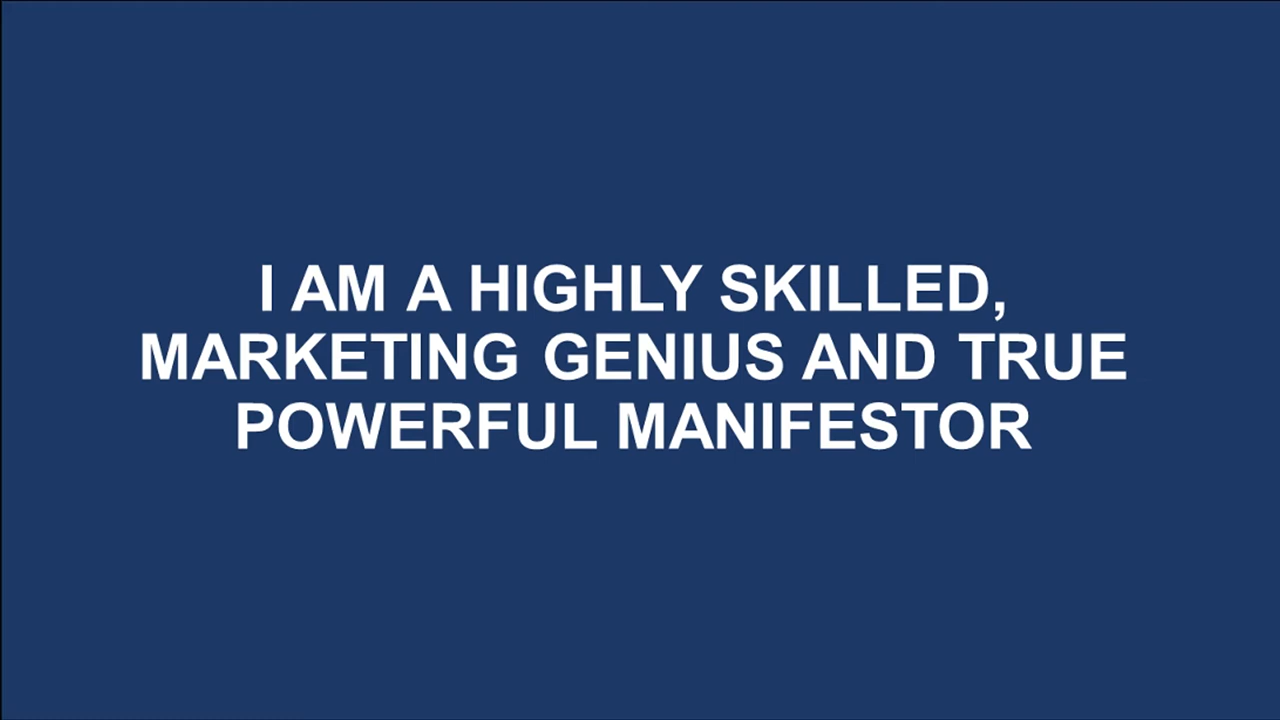 I AM A HIGHLY SKILLED,
MARKETING GENIUS AND TRUE
POWERFUL MANIFESTOR